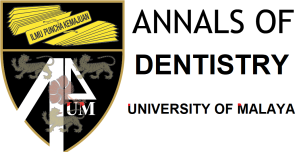 ILMU PUNCHA KEMAJUAN
UM
ANNALS OF
DENTISTRY
UNIVERSITY OF MALAYA